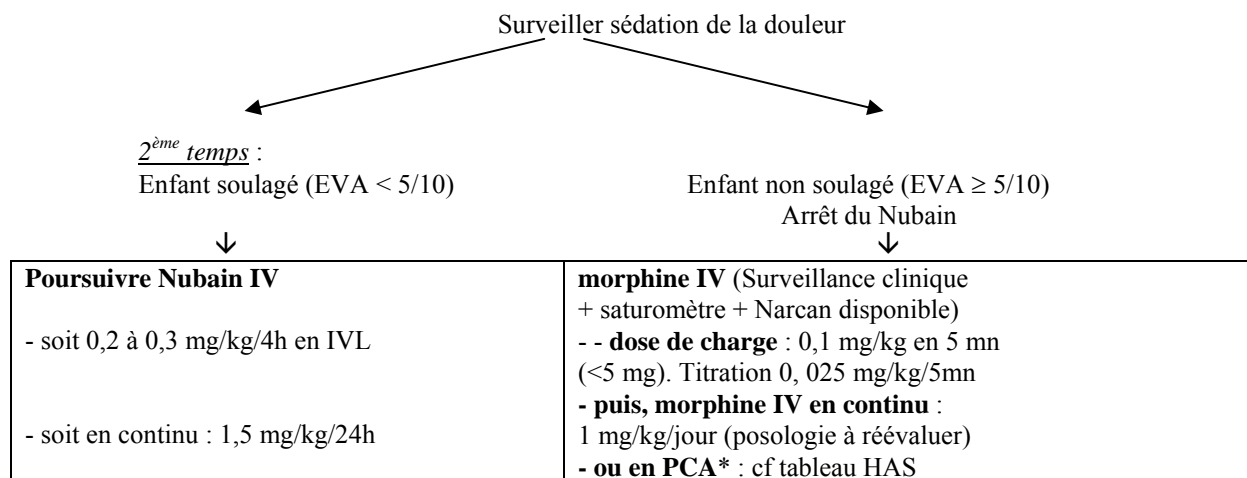 Surveiller sédation de la douleur
2ème temps :
Enfant soulagé (EVA < 5/10)
Enfant non soulagé (EVA ≥ 5/10)
Arrêt du Nubain
Poursuivre Nubain IV
- soit 0,2 à 0,3 mg/kg/4h en IVL
- soit en continu : 1,5 mg/kg/24h
morphine IV (Surveillance clinique
+ saturomètre + Narcan disponible)
- - dose de charge : 0,1 mg/kg en 5 mn
(<5 mg). Titration 0, 025 mg/kg/5mn
- puis, morphine IV en continu :
1 mg/kg/jour (posologie à réévaluer)
- ou en PCA* : cf tableau HAS